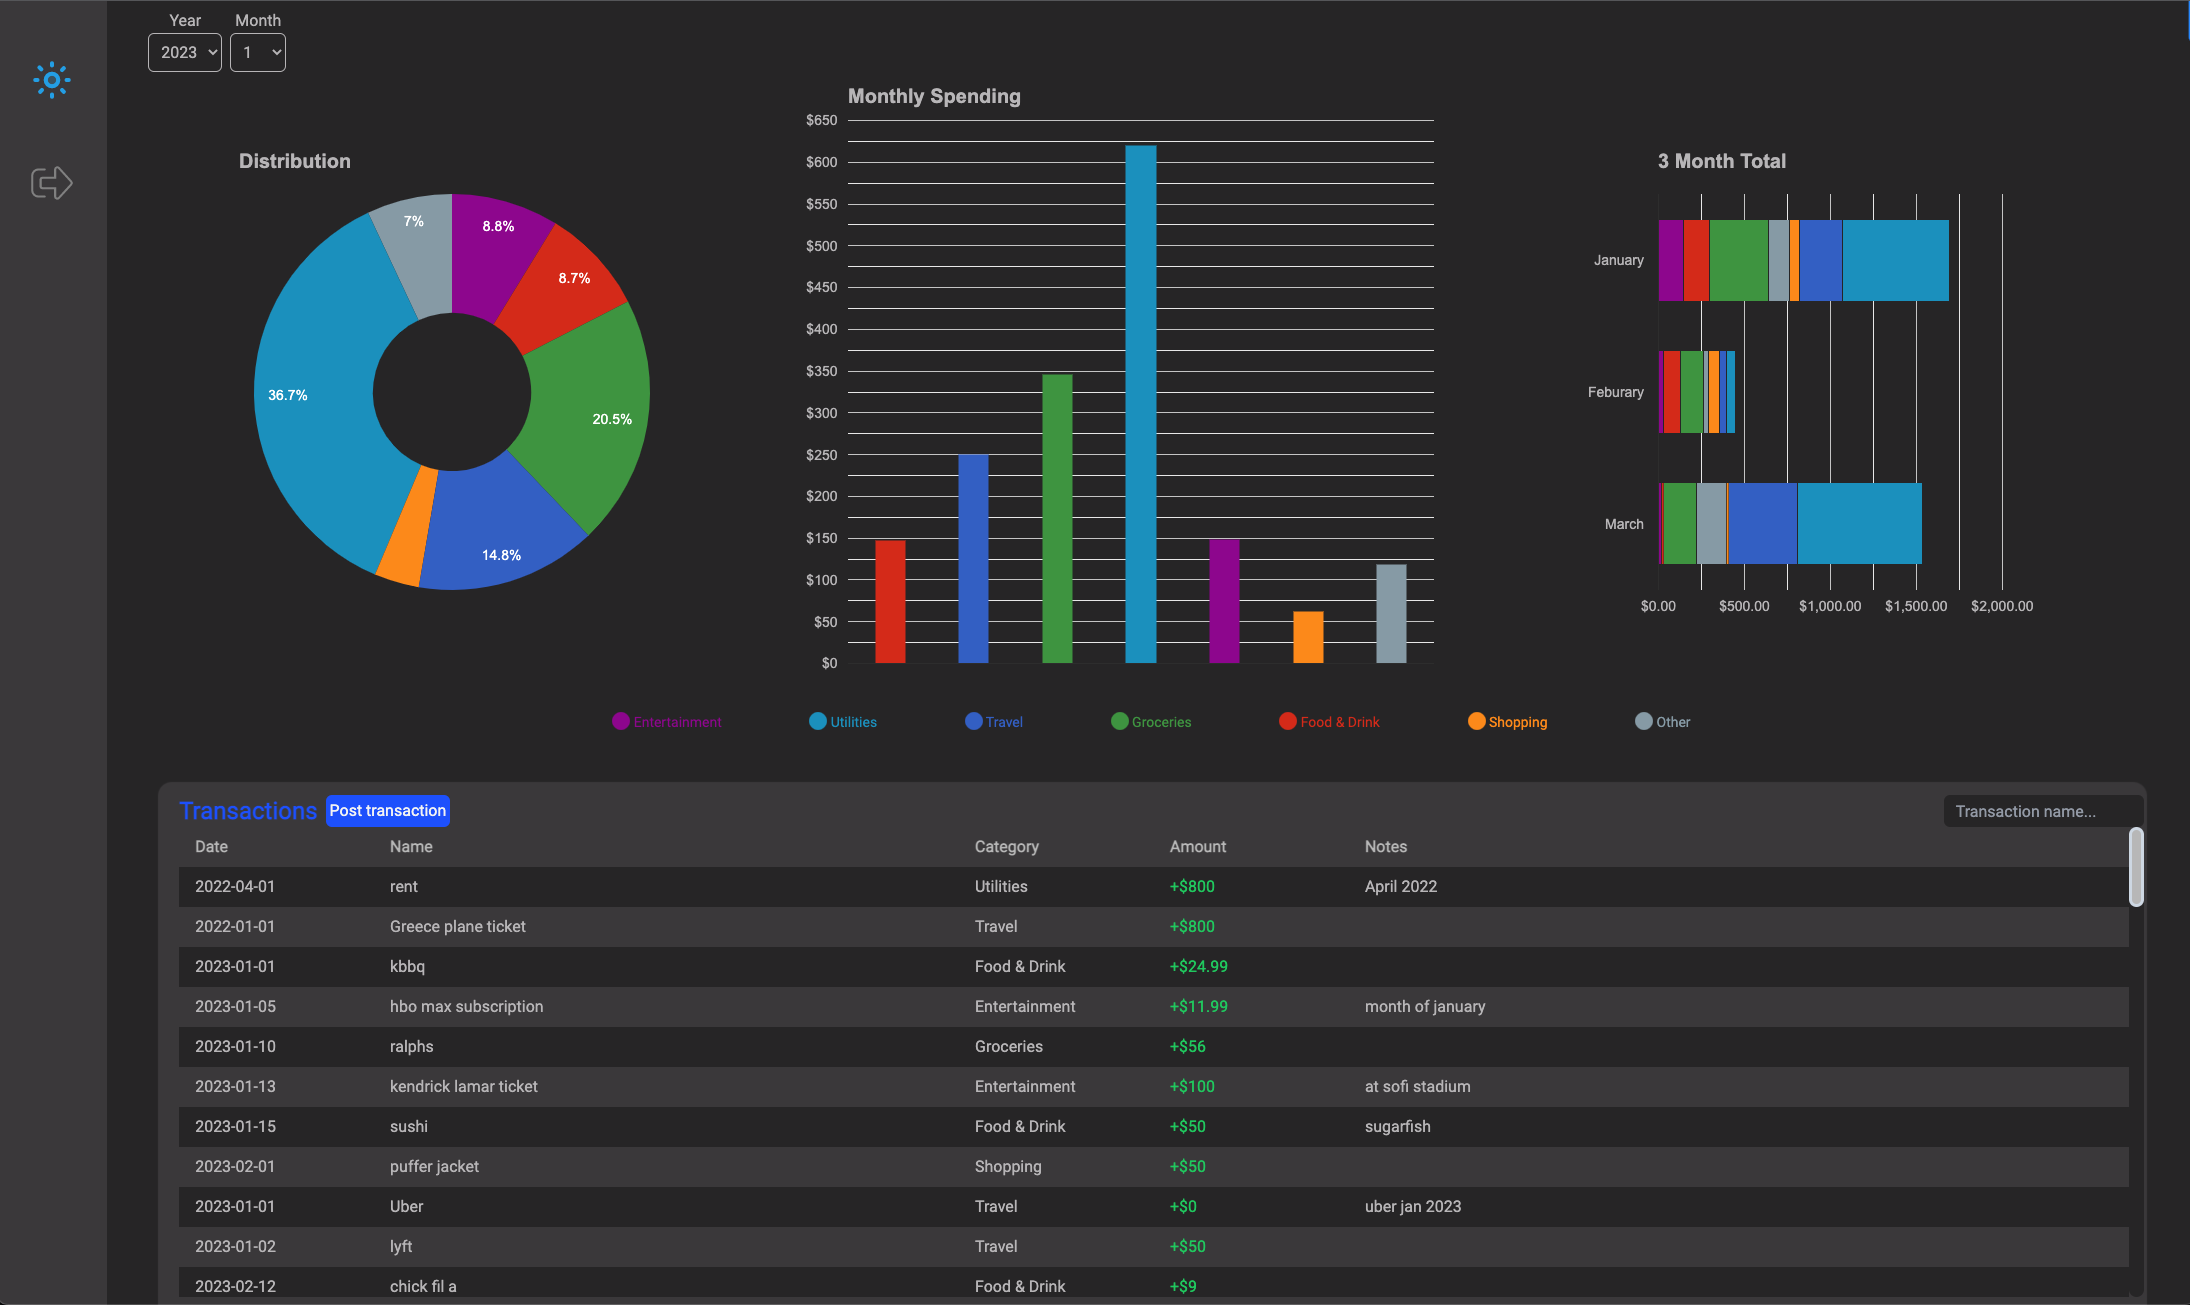 Year Month
2023 1
Distribution
7%
8.8%
8.7%
36.7%
20.5%
14.8%
Monthly Spending
$650
$600
$550
$500
$450
$400
$350
$300
$250
$200
$150
$100
$50
$0
3 Month Total
January
Feburary
March
$0.00 $500.00 $1,000.00 $1,500.00 $2,000.00
Entertainment Utilities Travel Groceries Food & Drink Shopping Other
Transactions Post transaction Transaction name...
Date Name Category Amount Notes
2022-04-01 rent Utilities +$800 April 2022
2022-01-01 Greece plane ticket Travel +$800
2023-01-01 kbbq Food & Drink +$24.99
2023-01-05 hbo max subscription Entertainment +$11.99 month of january
2023-01-10 ralphs Groceries +$56
2023-01-13 kendrick lamar ticket Entertainment +$100 at sofi stadium
2023-01-15 sushi Food & Drink +$50 sugarfish
2023-02-01 puffer jacket Shopping +$50
2023-01-01 Uber Travel +$0 uber jan 2023
2023-01-02 lyft Travel +$50
2023-02-12 chick fil a Food & Drink +$9